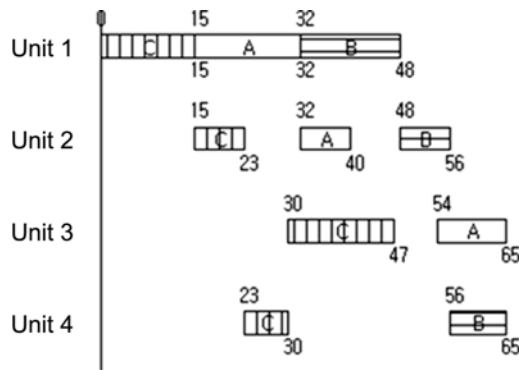 0 15 32
Unit 1 C A B
15 32 48
15 32 48
Unit 2 C A B
23 40 56
30 54
Unit 3 C A
47 65
23 56
Unit 4 C B
30 65